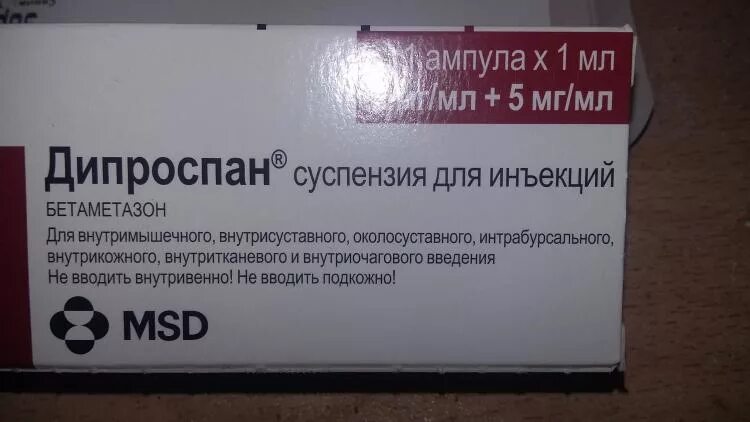 1 ампула x 1 мл
мг/мл + 5 мг/мл
Дипроспан® суспензия для инъекций
БЕТАМЕТАЗОН
Для внутримышечного, внутрисуставного, околосуставного, интрабурсального,
внутрикожного, внутритканевого и внутриочагового введения
Не вводить внутривенно! Не вводить подкожно!
MSD